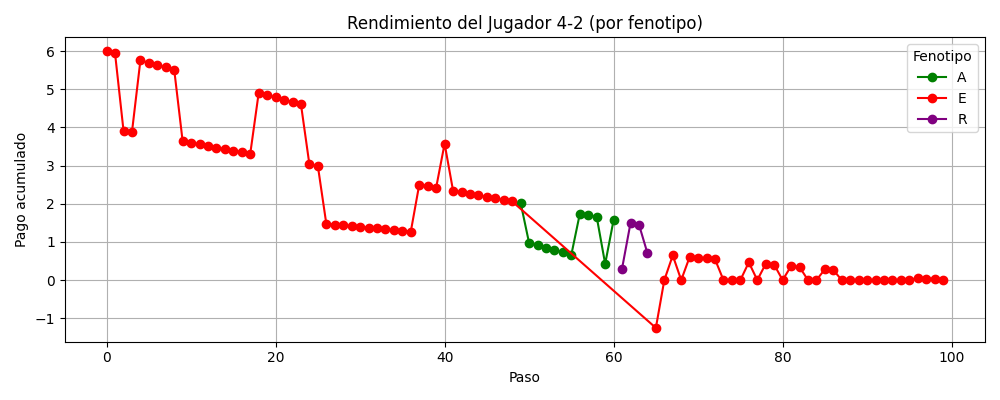 Rendimiento del Jugador 4-2 (por fenotipo)
Pago acumulado
6
5
4
3
2
1
0
−1
Fenotipo
A
E
R
0
20
40
60
80
100
Paso